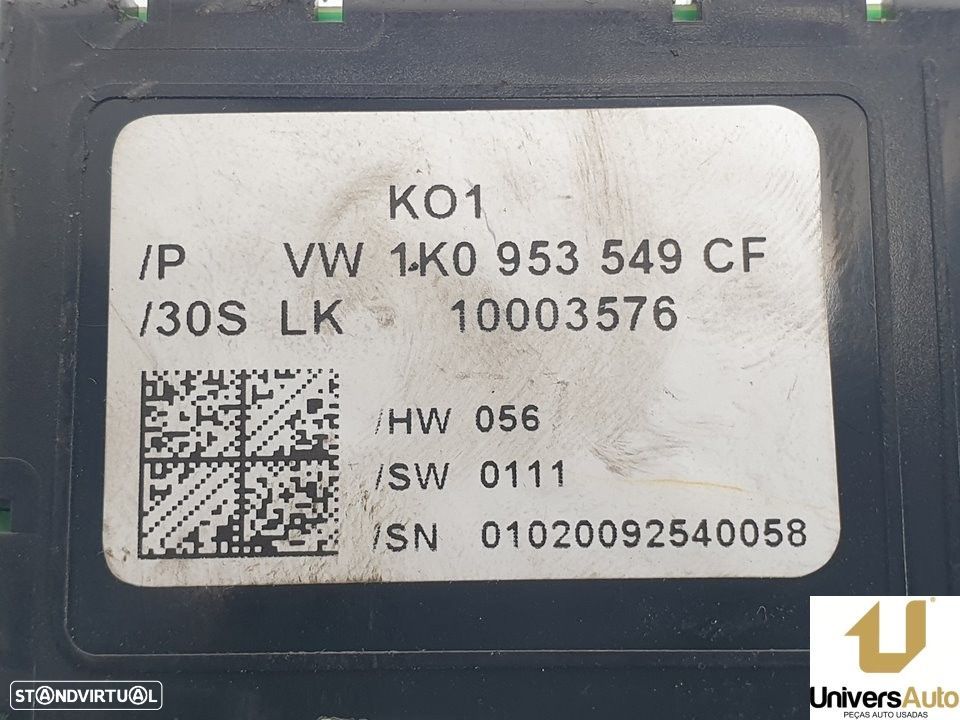 KO1
/P VW 1K0 953 549 CF
/30S LK 10003576
/HW 056
/SW 0111
/SN 01020092540058
STANDVIRTUAL
UniversAuto
PEÇAS AUTO USADAS